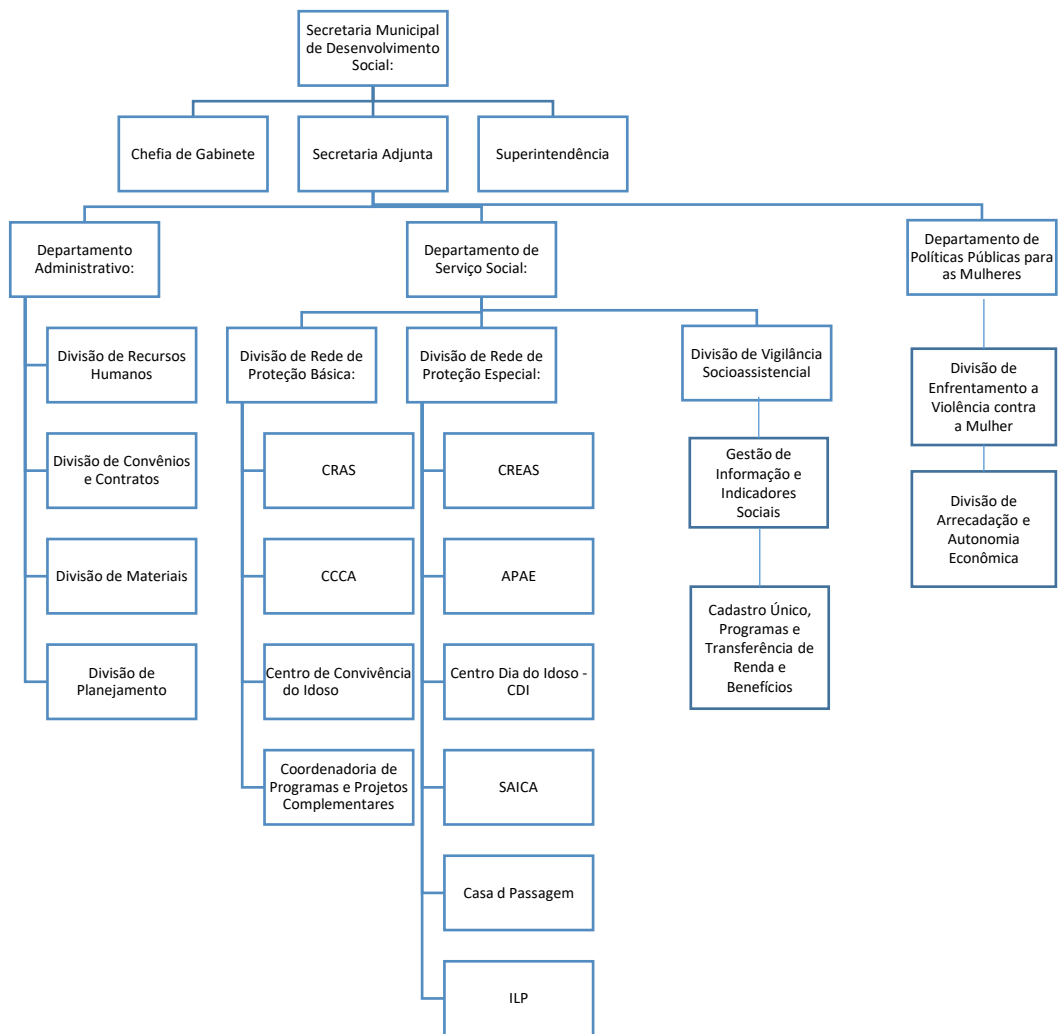 Secretaria Municipal
de Desenvolvimento
Social:
Chefia de Gabinete
Secretaria Adjunta
Superintendência
Departamento
Administrativo:
Departamento de
Serviço Social:
Departamento de
Políticas Públicas para
as Mulheres
Divisão de Recursos
Humanos
Divisão de Convênios
e Contratos
Divisão de Materiais
Divisão de
Planejamento
Divisão de Rede de
Proteção Básica:
CRAS
CCCA
Centro de Convivência
do Idoso
Coordenadoria de
Programas e Projetos
Complementares
Divisão de Rede de
Proteção Especial:
CREAS
APAE
Centro Dia do Idoso -
CDI
SAICA
Casa d Passagem
ILP
Divisão de Vigilância
Socioassistencial
Gestão de
Informação e
Indicadores
Sociais
Cadastro Único,
Programas e
Transferência de
Renda e
Benefícios
Divisão de
Enfrentamento a
Violência contra
a Mulher
Divisão de
Arrecadação e
Autonomia
Econômica